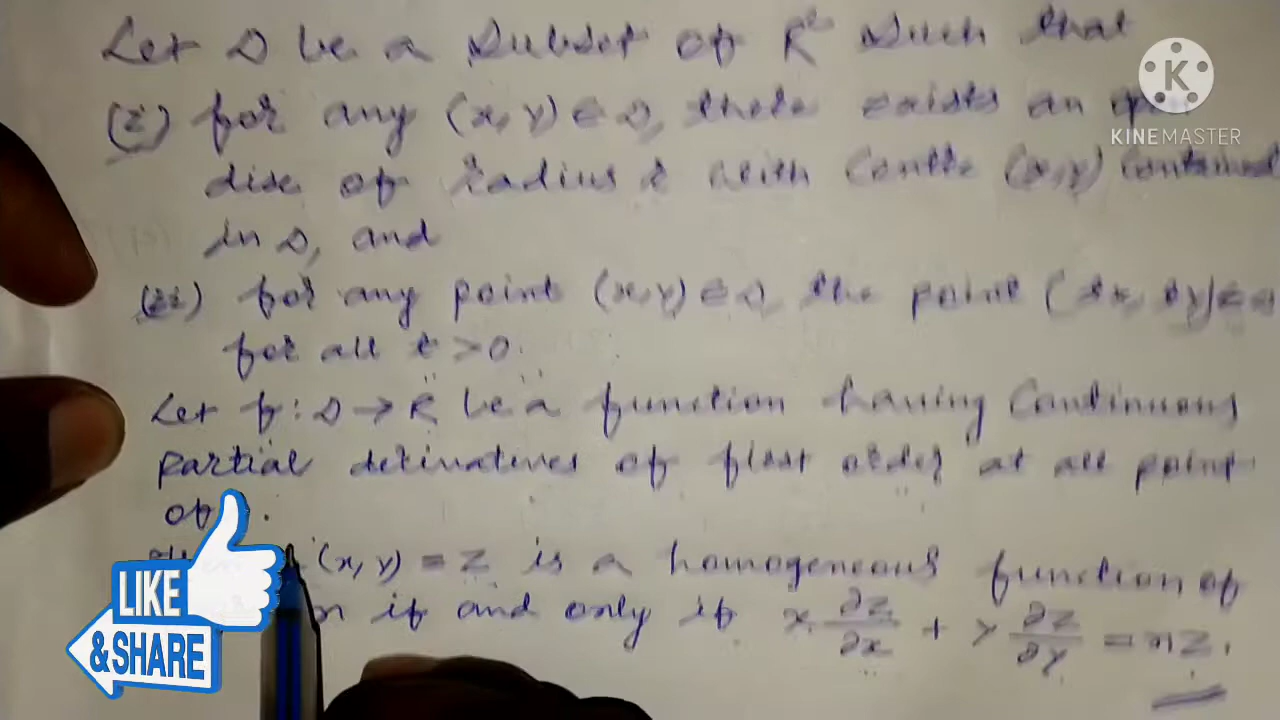 Let D be a subset of R² such that
(i) for any (x,y) ∈ D, there exists an
disc of radius r with centre (x,y) contained
in D, and
(ii) for any point (x,y) ∈ D, the point (tx, ty) ∈ D
for all t > 0.
Let f : D → R be a function having continuous
partial derivatives of first order at all point
of .
(x, y) = z is a homogeneous function of
n if and only if x ∂z/∂x + y ∂z/∂y = nz.
K
KINEMASTER
LIKE
& SHARE